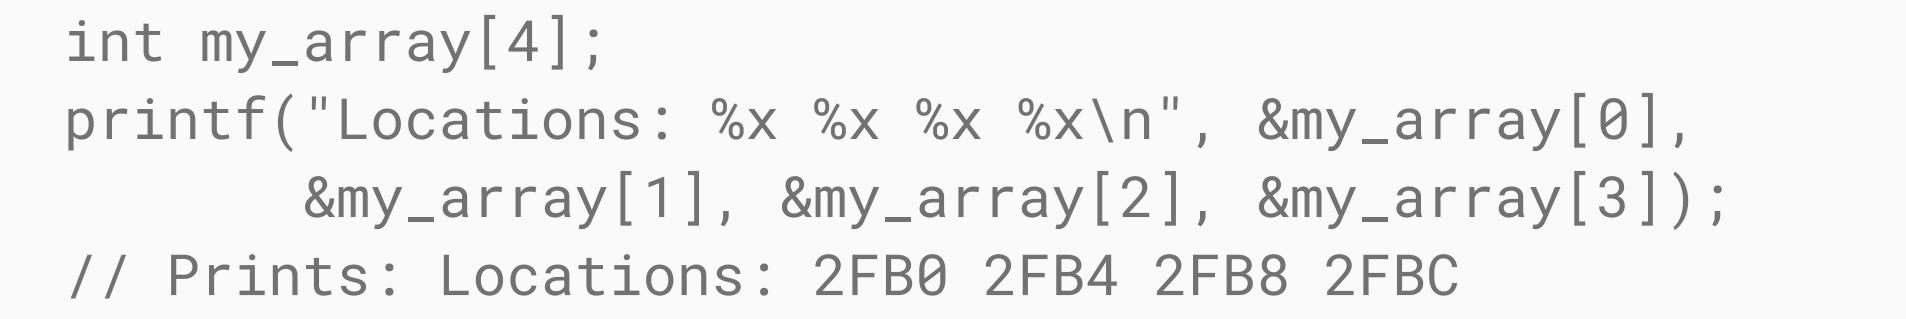 int my_array[4];
printf("Locations: %x %x %x %x\n", &my_array[0],
       &my_array[1], &my_array[2], &my_array[3]);
// Prints: Locations: 2FB0 2FB4 2FB8 2FBC